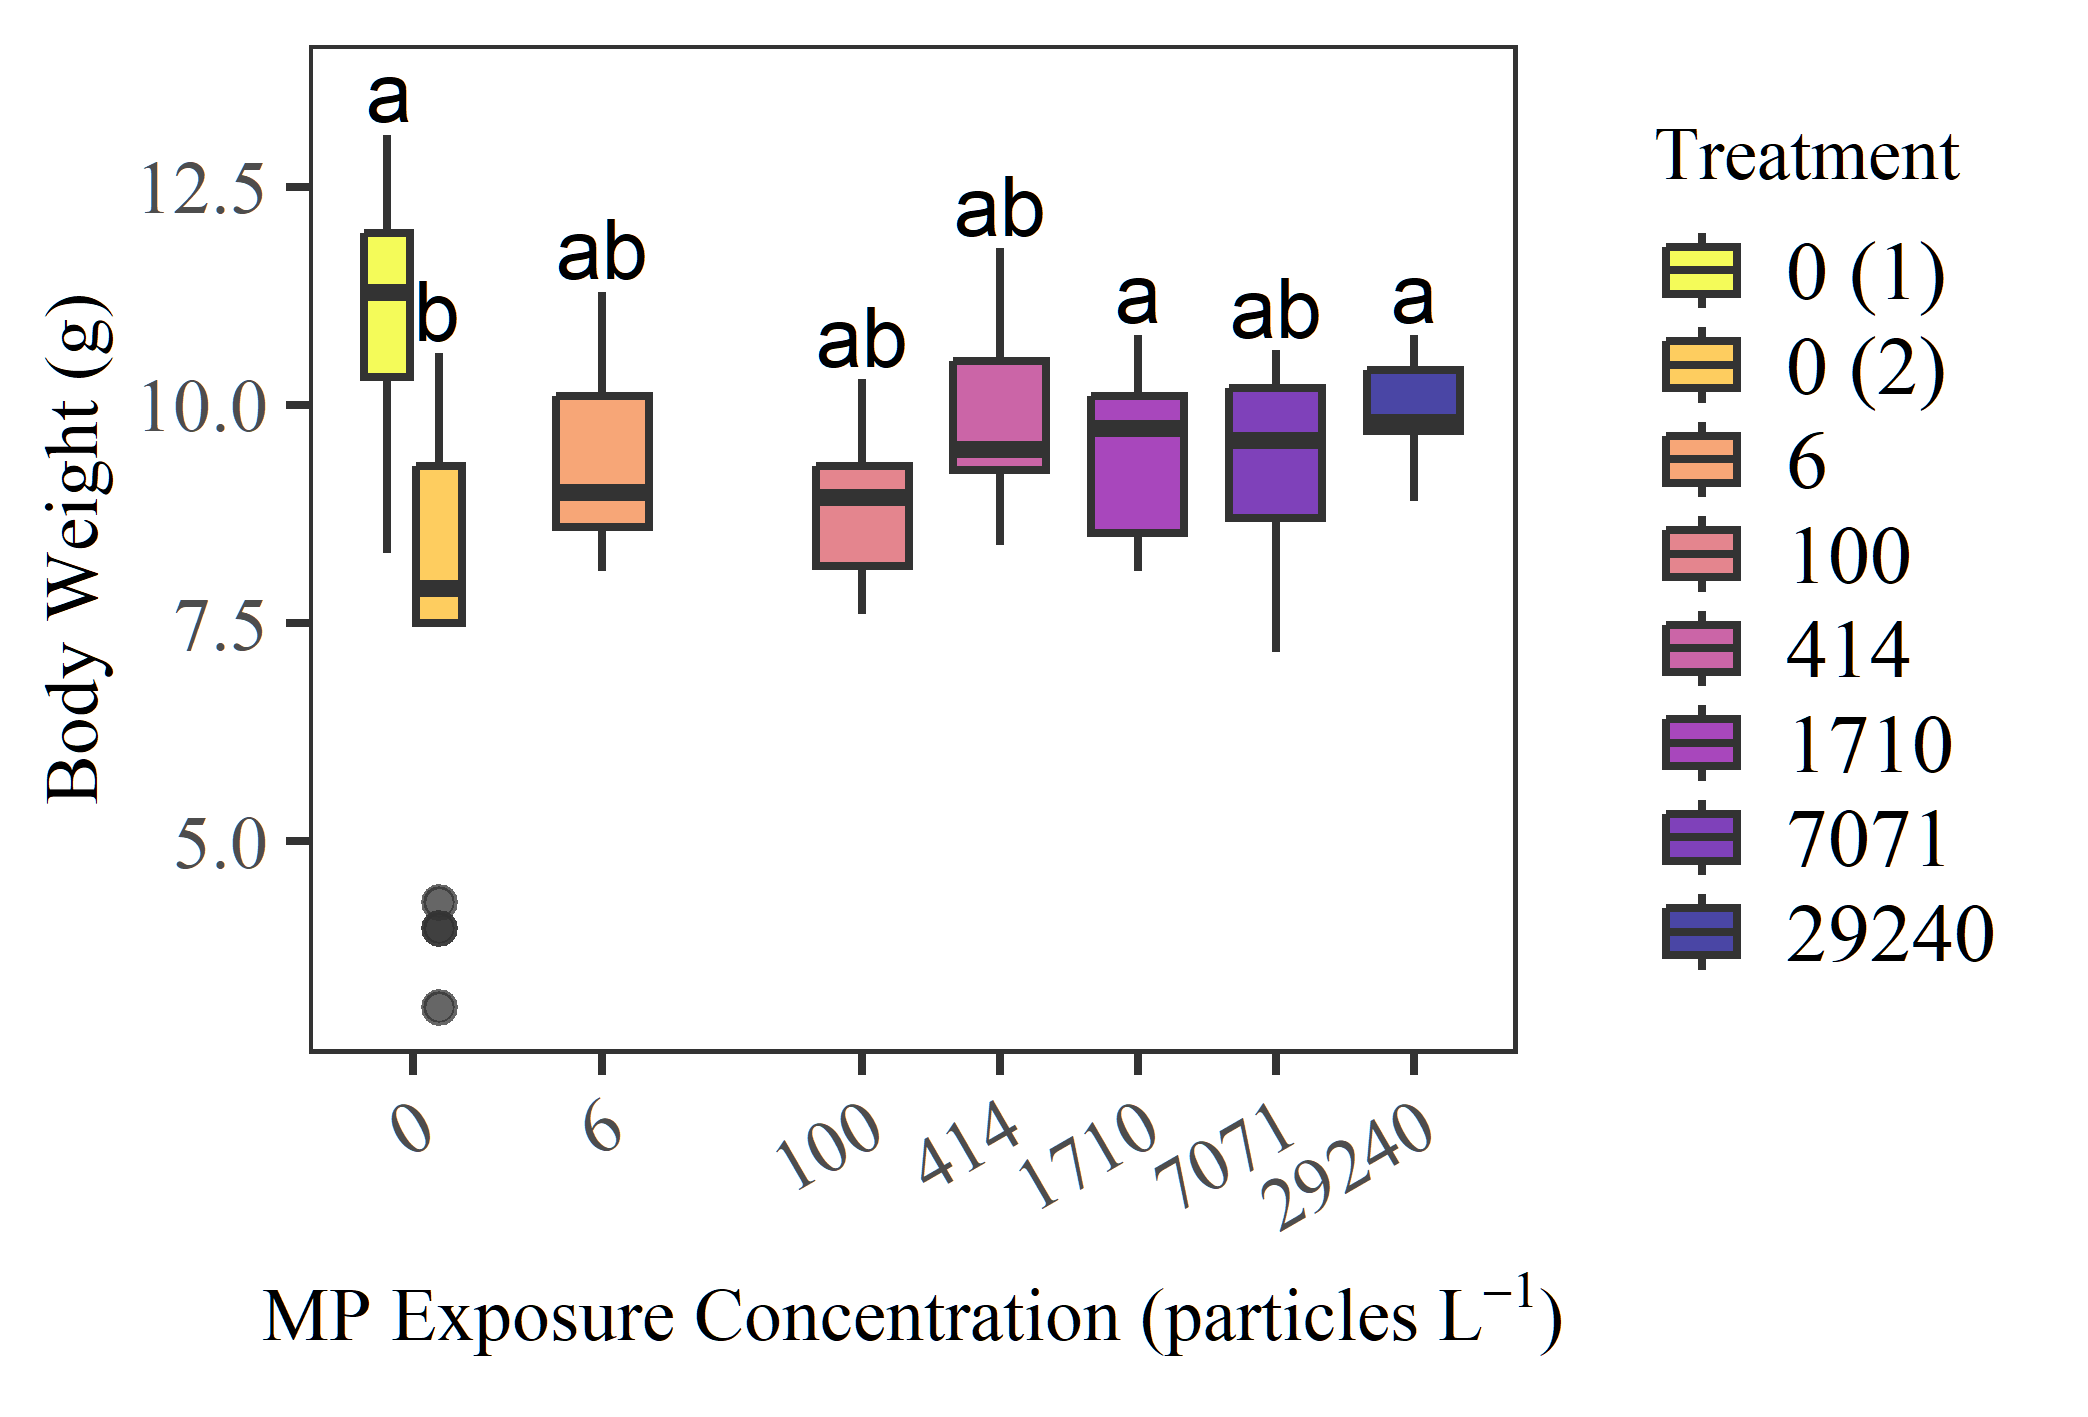 a
b
ab
ab
ab
a
ab
a
12.5
10.0
7.5
5.0
Body Weight (g)
0
6
100
414
1710
7071
29240
MP Exposure Concentration (particles L⁻¹)
Treatment
0 (1)
0 (2)
6
100
414
1710
7071
29240